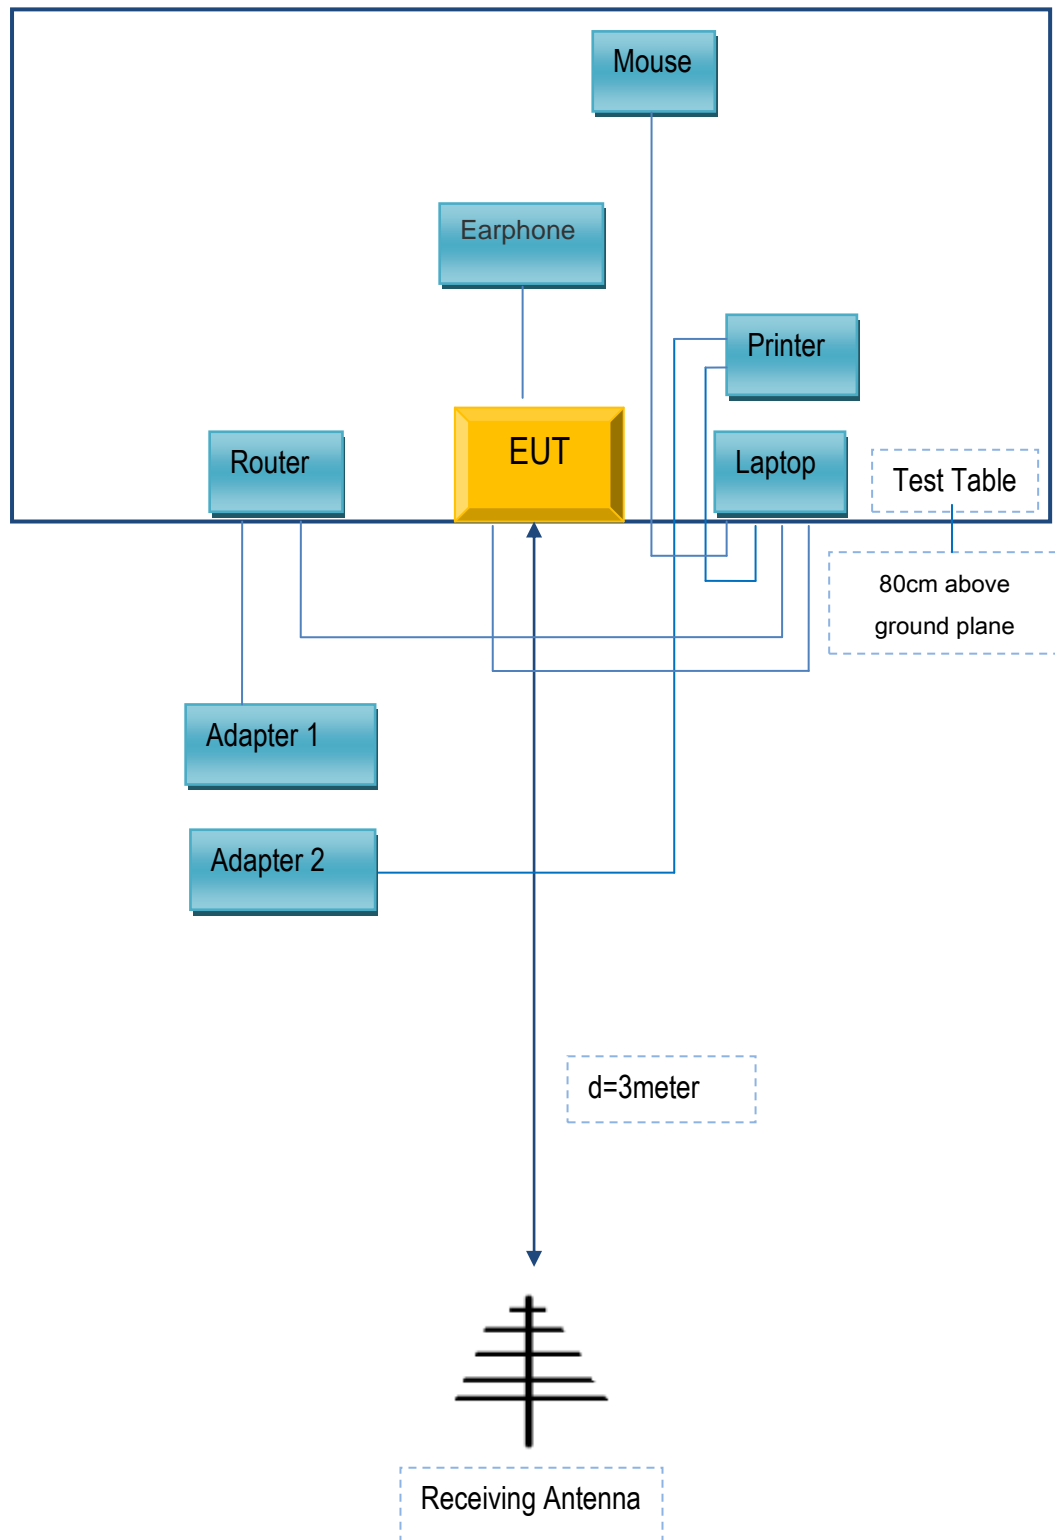 Mouse
Earphone
Printer
Router
EUT
Laptop
Test Table
80cm above
ground plane
Adapter 1
Adapter 2
d=3meter
Receiving Antenna